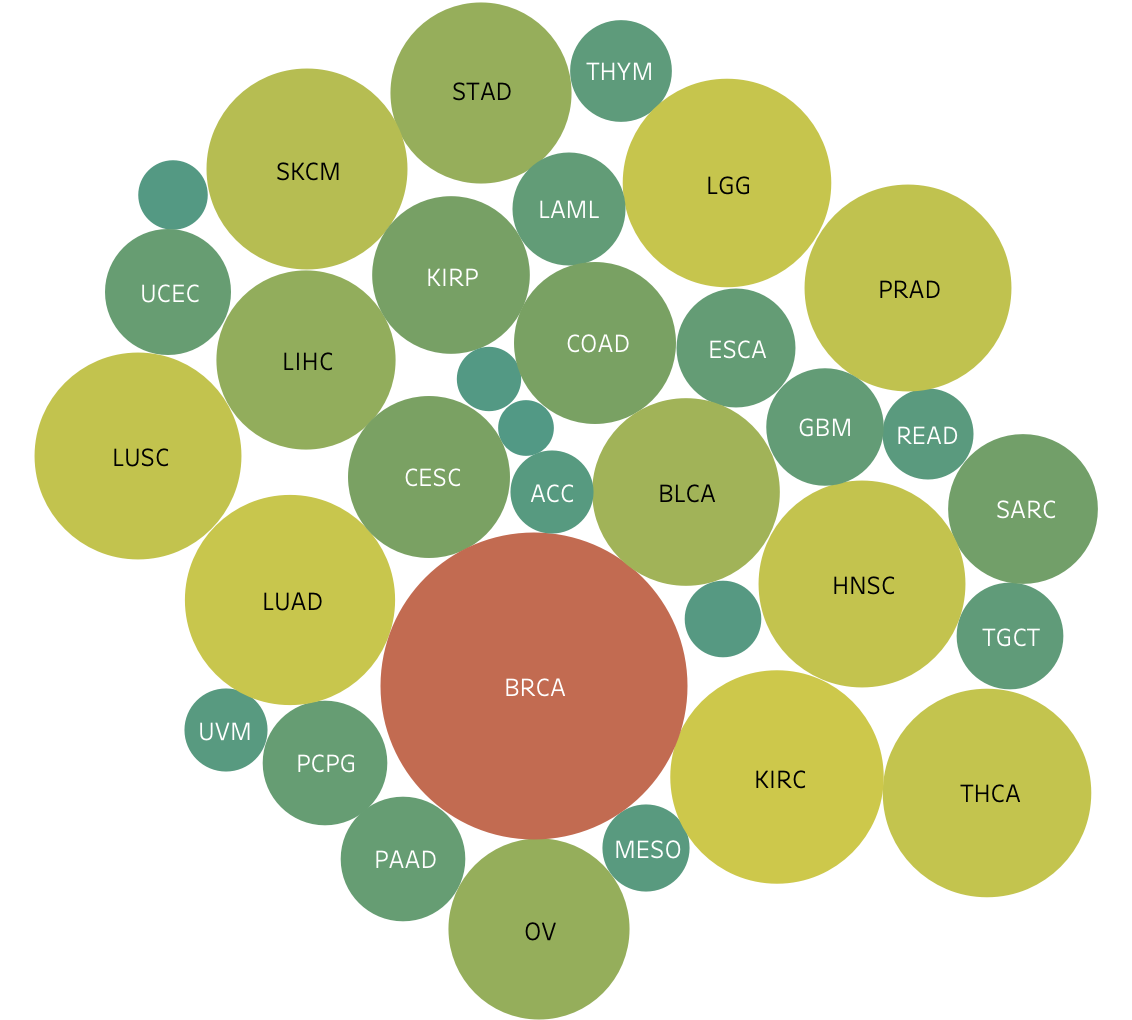 STAD
THYM
SKCM
LGG
LAML
KIRP
PRAD
UCEC
COAD
ESCA
LIHC
GBM
READ
LUSC
CESC
ACC
BLCA
SARC
HNSC
LUAD
TGCT
BRCA
UVM
PCPG
KIRC
THCA
MESO
PAAD
OV